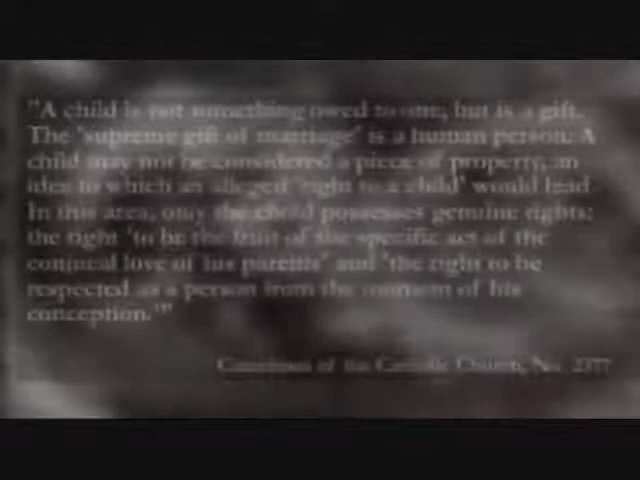 "A child is not something owed to one, but is a gift.
The 'supreme gift of marriage' is a human person. A
child may not be considered a piece of property, an
idea to which an alleged 'right to a child' would lead.
In this area, only the child possesses genuine rights:
the right 'to be the fruit of the specific act of the
conjugal love of his parents' and 'the right to be
respected as a person from the moment of his
conception.'"
Catechism of the Catholic Church, No.